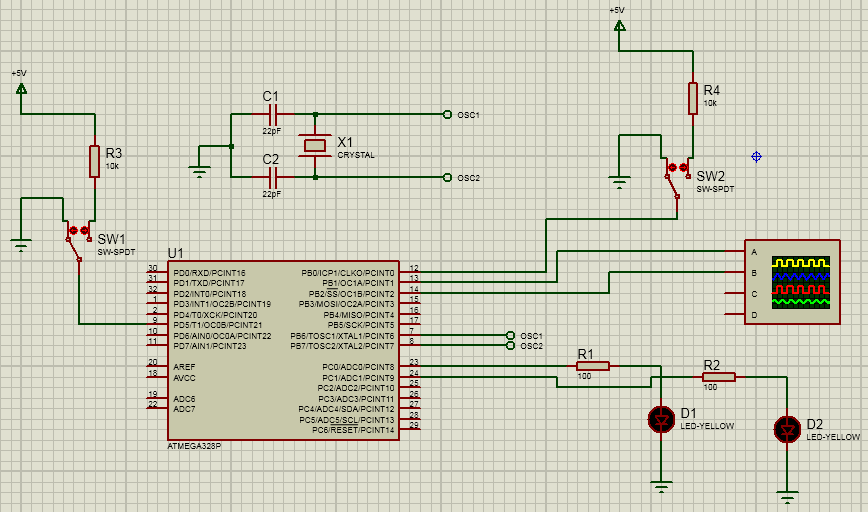 +5V
R4
10k
+5V
R3
10k
C1
22pF
OSC1
X1
CRYSTAL
C2
22pF
OSC2
SW2
SW-SPDT
SW1
SW-SPDT
U1
30 PD0/RXD/PCINT16 PB0/ICP1/CLKO/PCINT0 12
31 PD1/TXD/PCINT17 PB1/OC1A/PCINT1 13
32 PD2/INT0/PCINT18 PB2/SS/OC1B/PCINT2 14
1 PD3/INT1/OC2B/PCINT19 PB3/MOSI/OC2A/PCINT3 15
2 PD4/T0/XCK/PCINT20 PB4/MISO/PCINT4 16
9 PD5/T1/OC0B/PCINT21 PB5/SCK/PCINT5 17
10 PD6/AIN0/OC0A/PCINT22 PB6/TOSC1/XTAL1/PCINT6 7 OSC1
11 PD7/AIN1/PCINT23 PB7/TOSC2/XTAL2/PCINT7 8 OSC2
20 AREF PC0/ADC0/PCINT8 23
18 AVCC PC1/ADC1/PCINT9 24
PC2/ADC2/PCINT10 25
19 ADC6 PC3/ADC3/PCINT11 26
22 ADC7 PC4/ADC4/SDA/PCINT12 27
PC5/ADC5/SCL/PCINT13 28
PC6/RESET/PCINT14 29
ATMEGA328P
A
B
C
D
R1
100
R2
100
D1
LED-YELLOW
D2
LED-YELLOW